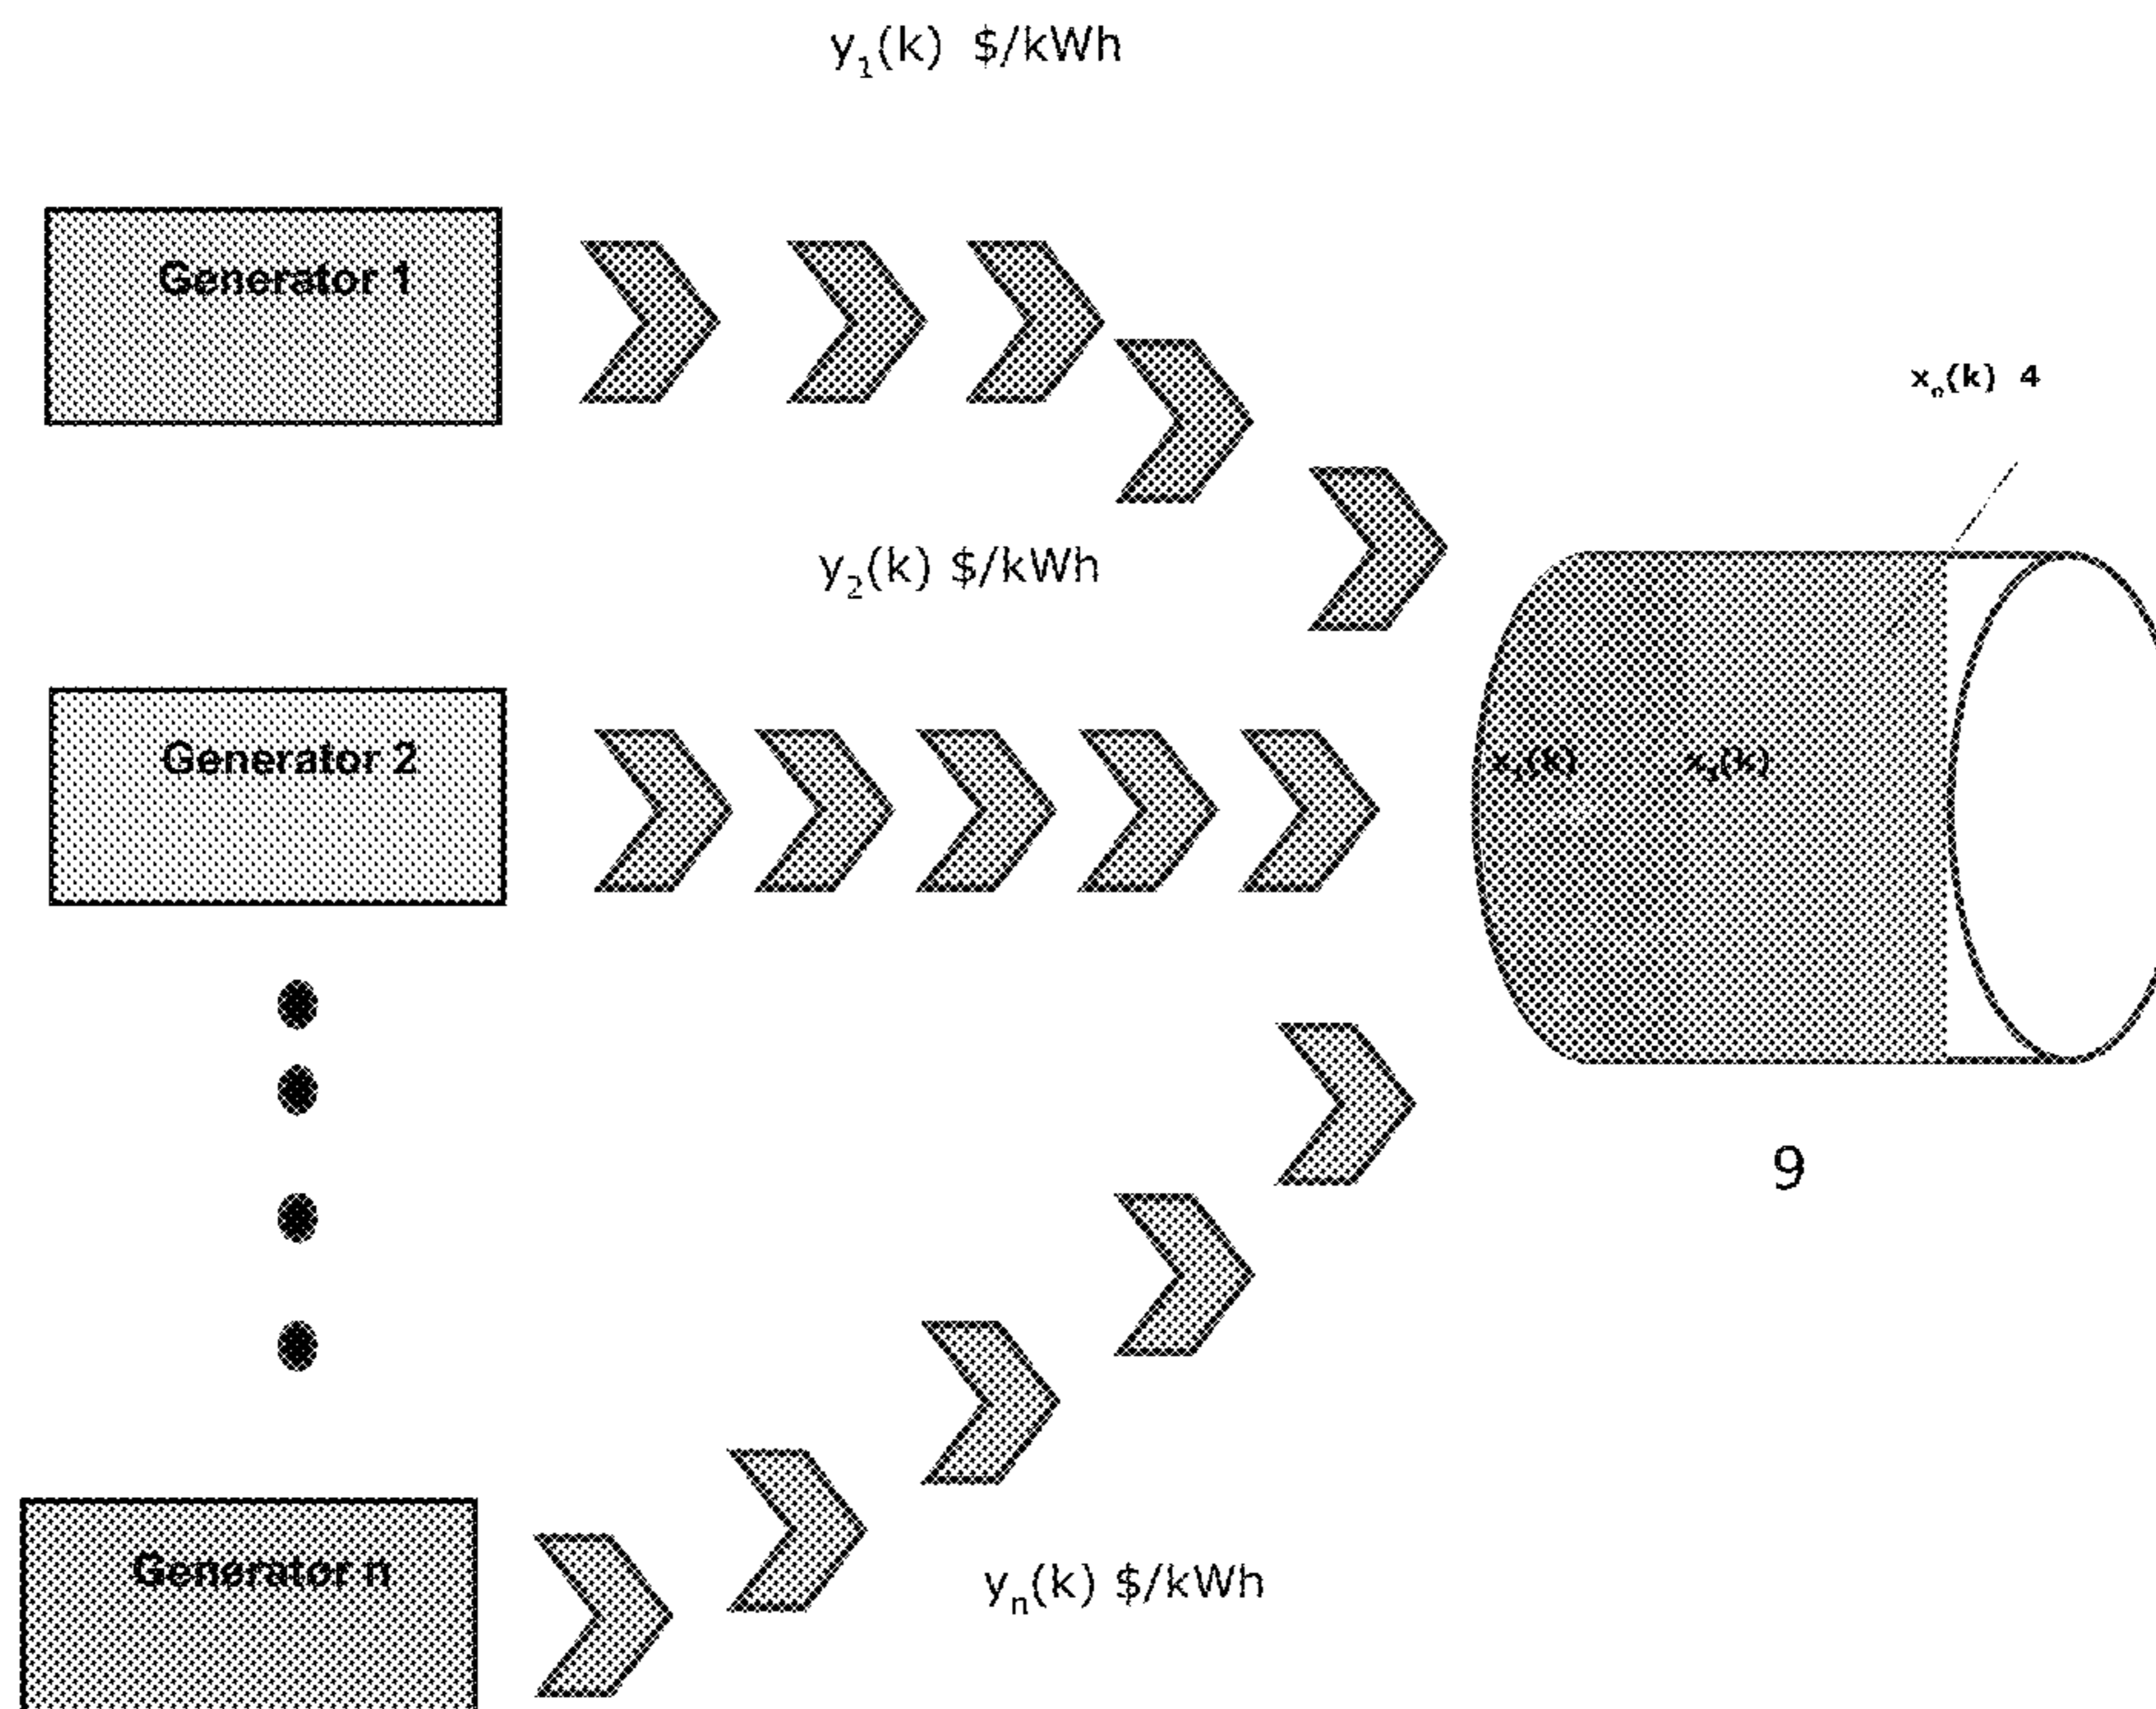 y₁(k) $/kWh
Generator 1
xₙ(k) 4
y₂(k) $/kWh
Generator 2
9
Generator n
yₙ(k) $/kWh